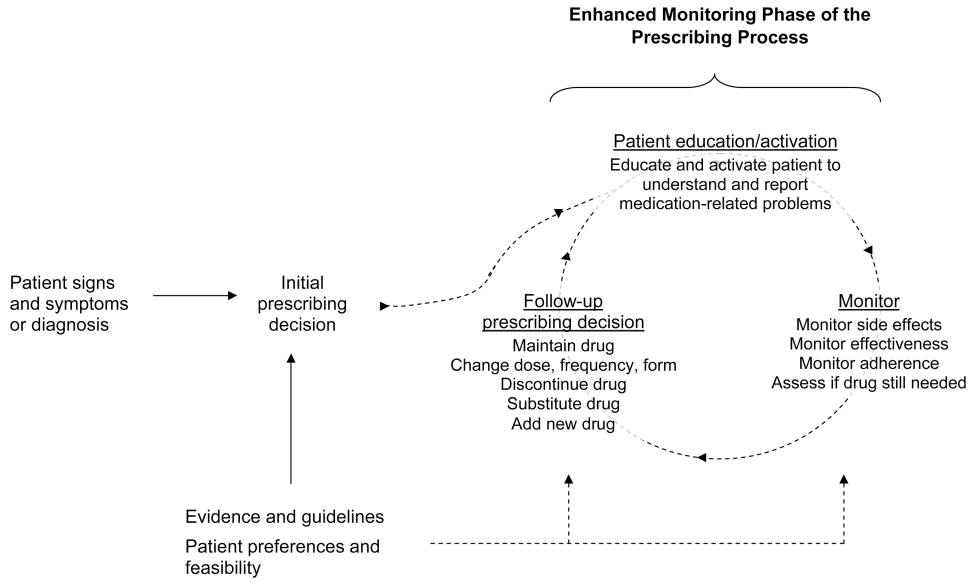 Enhanced Monitoring Phase of the
Prescribing Process
Patient education/activation
Educate and activate patient to
understand and report
medication-related problems
Patient signs
and symptoms
or diagnosis
Initial
prescribing
decision
Follow-up
prescribing decision
Maintain drug
Change dose, frequency, form
Discontinue drug
Substitute drug
Add new drug
Monitor
Monitor side effects
Monitor effectiveness
Monitor adherence
Assess if drug still needed
Evidence and guidelines
Patient preferences and
feasibility